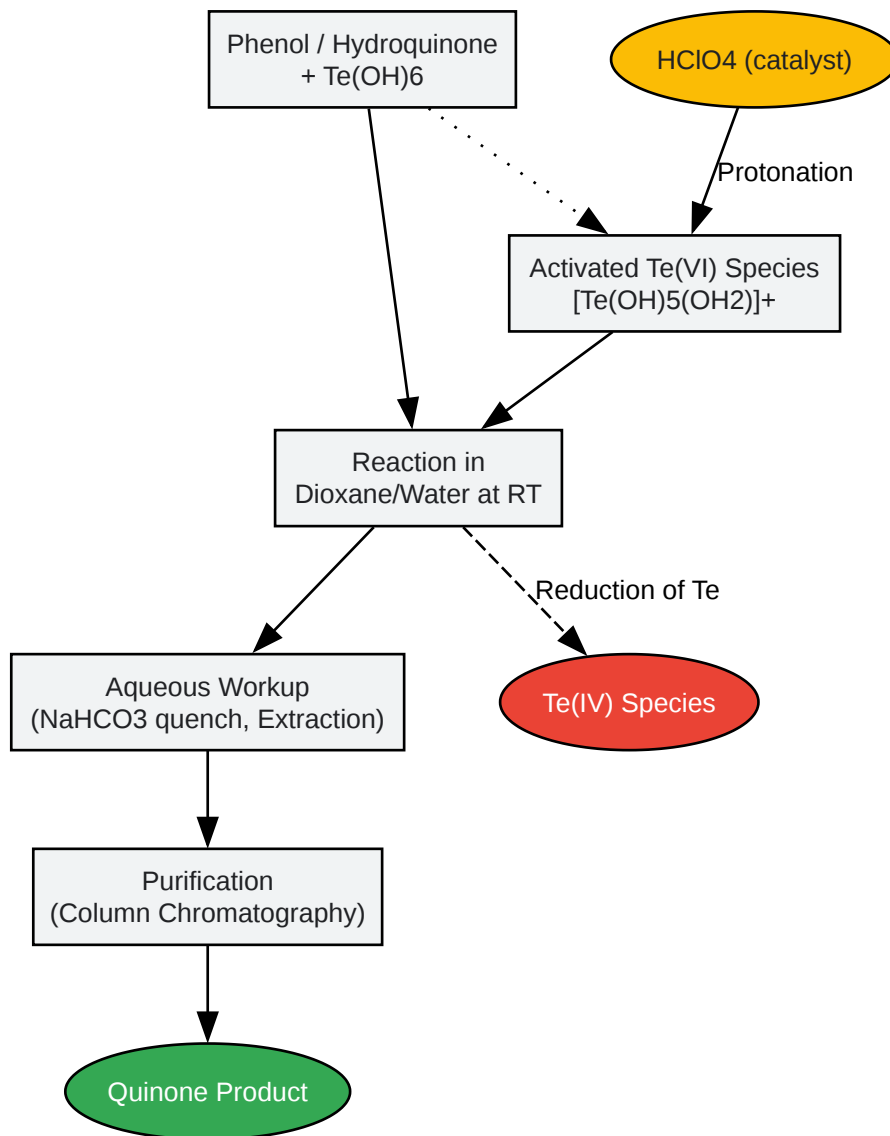 Phenol / Hydroquinone
+ Te(OH)6
HClO4 (catalyst)
Protonation
Activated Te(VI) Species
[Te(OH)5(OH2)]+
Reaction in
Dioxane/Water at RT
Reduction of Te
Aqueous Workup
(NaHCO3 quench, Extraction)
Te(IV) Species
Purification
(Column Chromatography)
Quinone Product